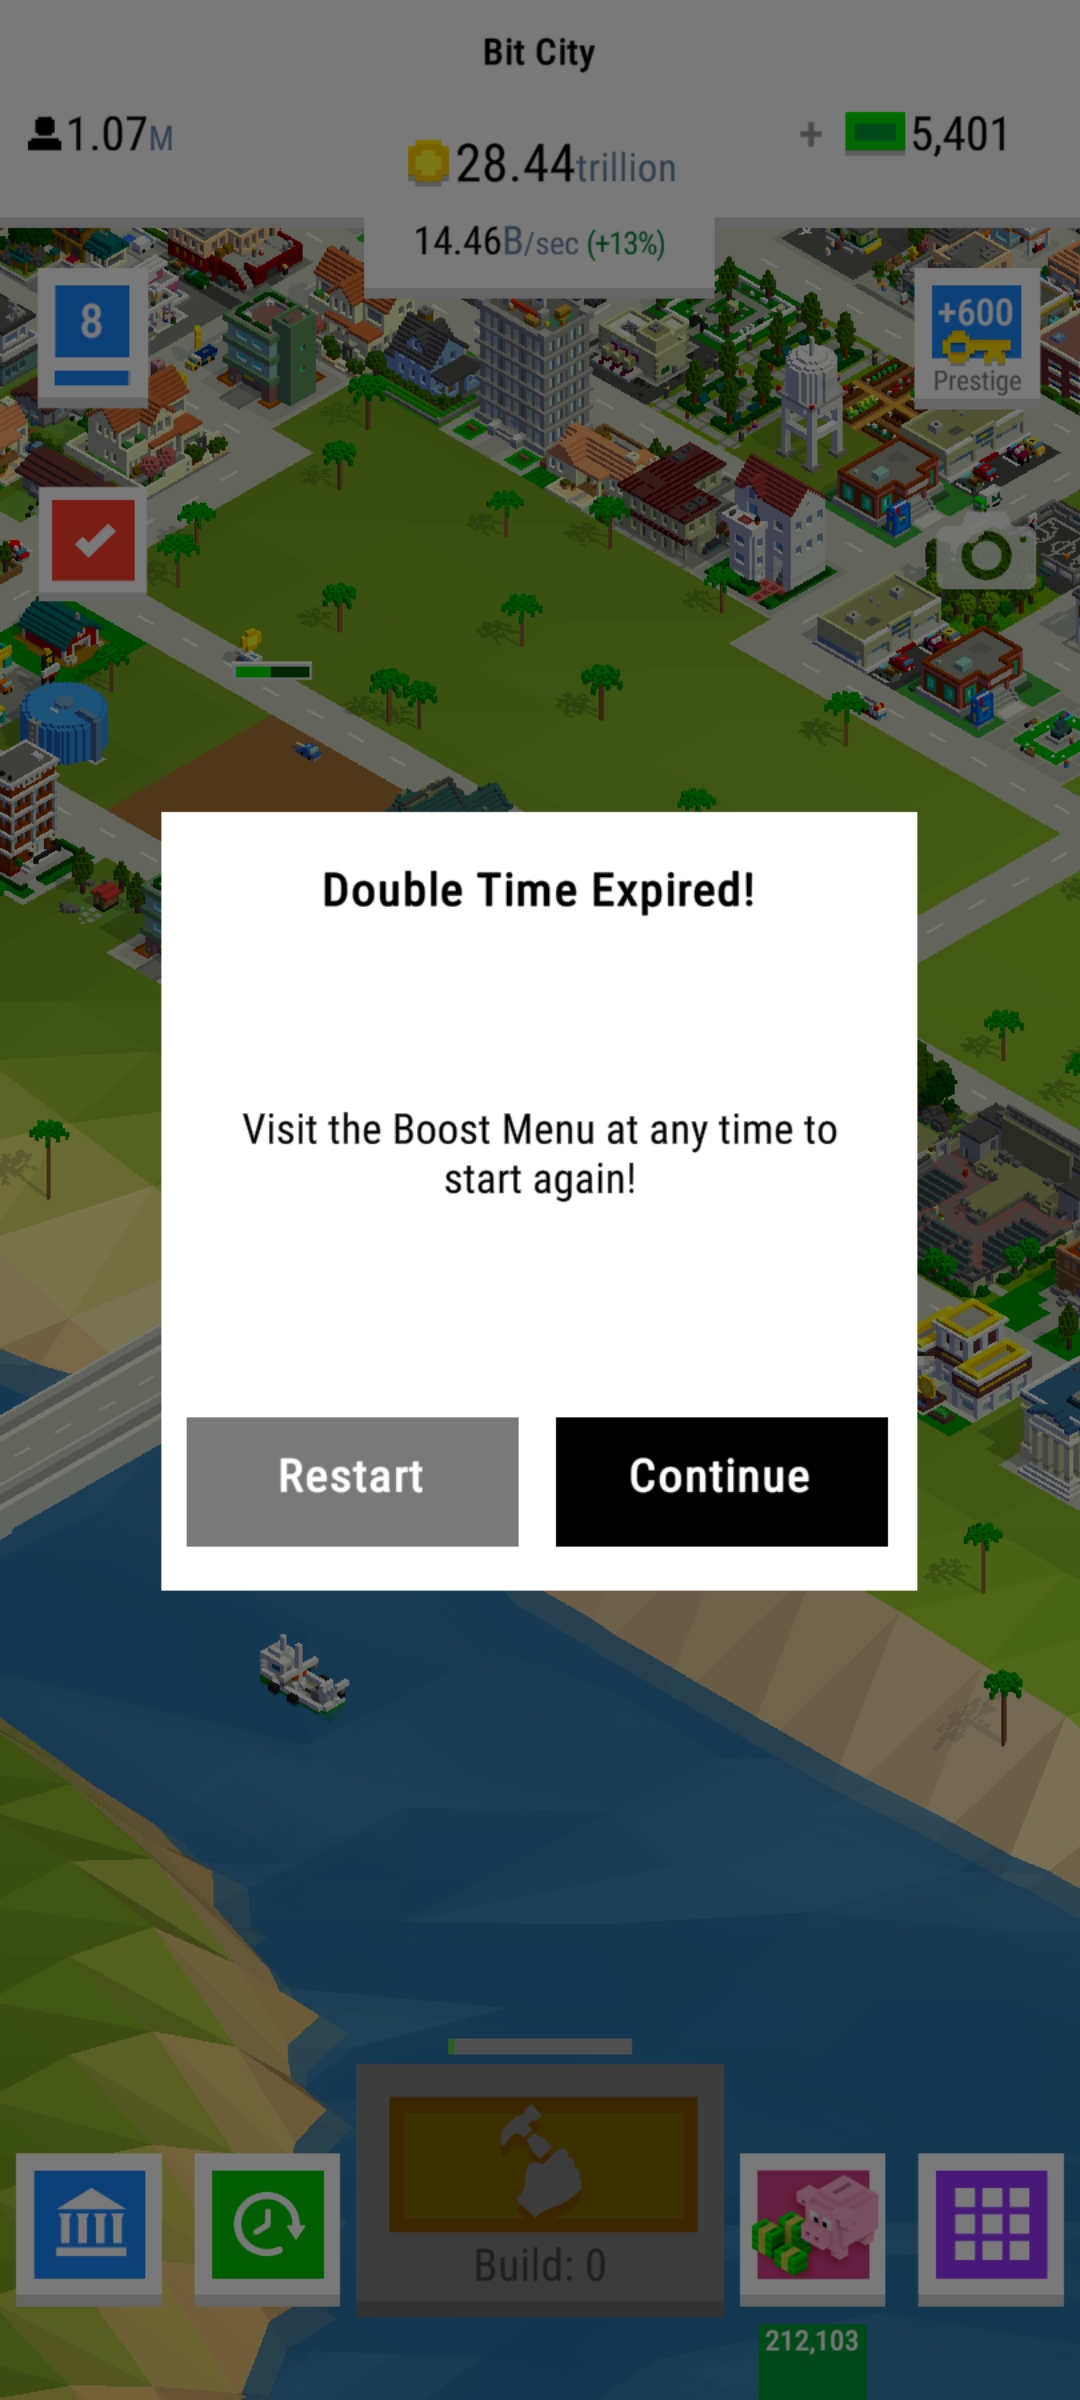 Bit City
1.07M
28.44trillion
+ 5,401
14.46B/sec (+13%)
8
+600
Prestige
Double Time Expired!
Visit the Boost Menu at any time to
start again!
Restart
Continue
Build: 0
212,103